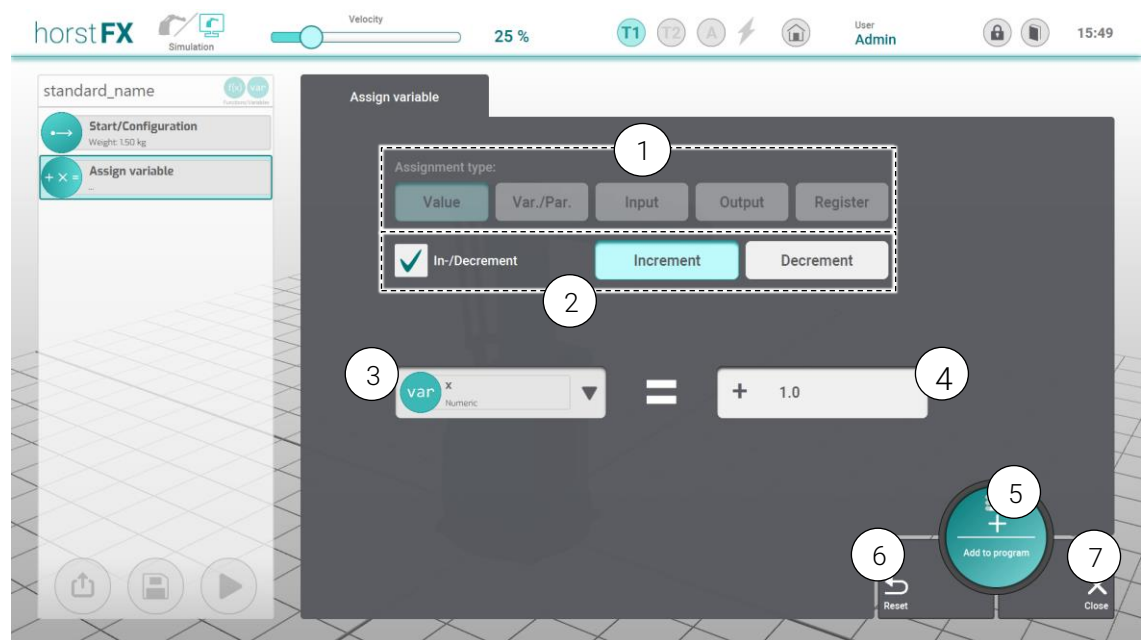 horstFX
Simulation
Velocity
25 %
T1
T2
A
User
Admin
15:49
standard_name
f(x) var
Start/Configuration
Weight: 1.50 kg
+ × =
Assign variable
...
Assign variable
1
Assignment type:
Value
Var./Par.
Input
Output
Register
In-/Decrement
Increment
Decrement
2
3
var
x
Numeric
=
+ 1.0
4
5
+
Add to program
6
Reset
7
Close